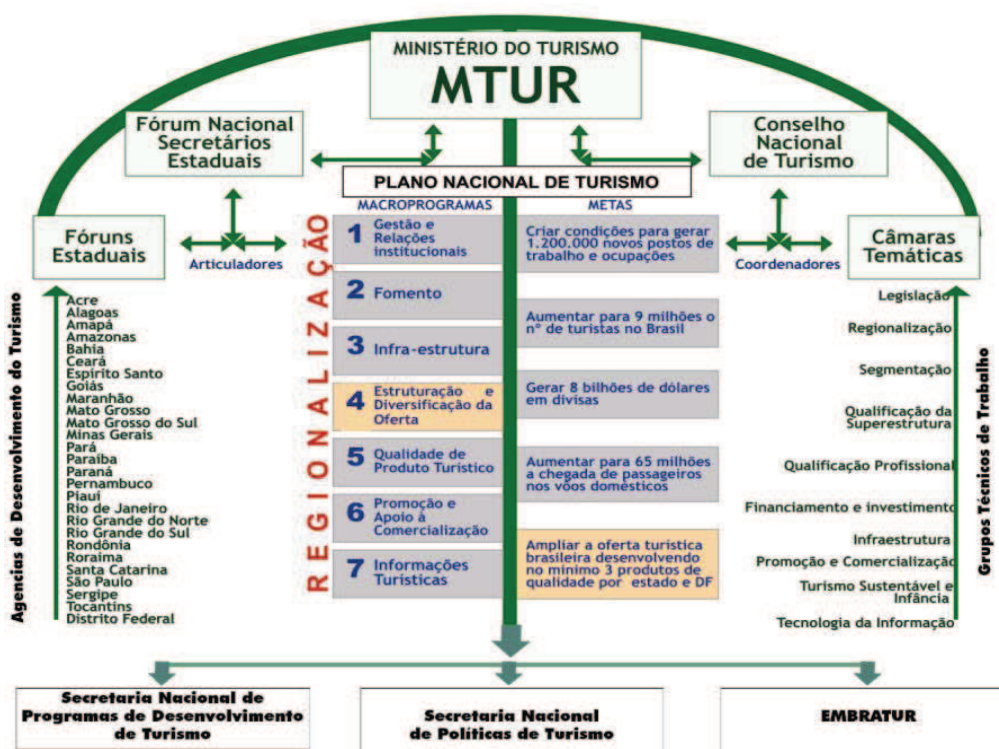 MINISTÉRIO DO TURISMO
MTUR
Fórum Nacional
Secretários
Estaduais
Conselho
Nacional
de Turismo
PLANO NACIONAL DE TURISMO
MACROPROGRAMAS
METAS
Fóruns
Estaduais
Articuladores
Coordenadores
Câmaras
Temáticas
REGIONALIZAÇÃO
1 Gestão e
Relações
institucionais
2 Fomento
3 Infra-estrutura
4 Estruturação e
Diversificação da
Oferta
5 Qualidade de
Produto Turístico
6 Promoção e
Apoio à
Comercialização
7 Informações
Turísticas
Criar condições para gerar
1.200.000 novos postos de
trabalho e ocupações
Aumentar para 9 milhões o
nº de turistas no Brasil
Gerar 8 bilhões de dólares
em divisas
Aumentar para 65 milhões
a chegada de passageiros
nos vôos domésticos
Ampliar a oferta turística
brasileira desenvolvendo
no mínimo 3 produtos de
qualidade por estado e DF
Agencias de Desenvolvimento do Turismo
Acre
Alagoas
Amapá
Amazonas
Bahia
Ceará
Espírito Santo
Goiás
Maranhão
Mato Grosso
Mato Grosso do Sul
Minas Gerais
Pará
Paraíba
Paraná
Pernambuco
Piauí
Rio de Janeiro
Rio Grande do Norte
Rio Grande do Sul
Rondônia
Roraima
Santa Catarina
São Paulo
Sergipe
Tocantins
Distrito Federal
Legislação
Regionalização
Segmentação
Qualificação da
Superestrutura
Qualificação Profissional
Financiamento e investimento
Infraestrutura
Promoção e Comercialização
Turismo Sustentável e
Infância
Tecnologia da Informação
Grupos Técnicos de Trabalho
Secretaria Nacional de
Programas de Desenvolvimento
de Turismo
Secretaria Nacional
de Políticas de Turismo
EMBRATUR